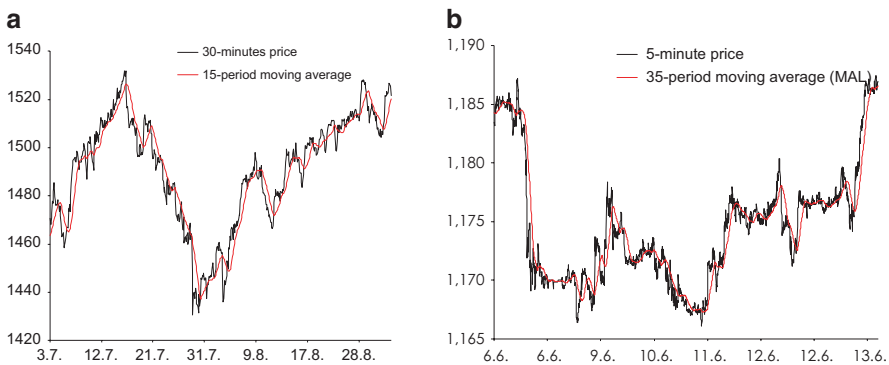 a
30-minutes price
15-period moving average
1540
1520
1500
1480
1460
1440
1420
3.7. 12.7. 21.7. 31.7. 9.8. 17.8. 28.8.
b
5-minute price
35-period moving average (MAL)
1,190
1,185
1,180
1,175
1,170
1,165
6.6. 6.6. 9.6. 10.6. 11.6. 12.6. 12.6. 13.6.